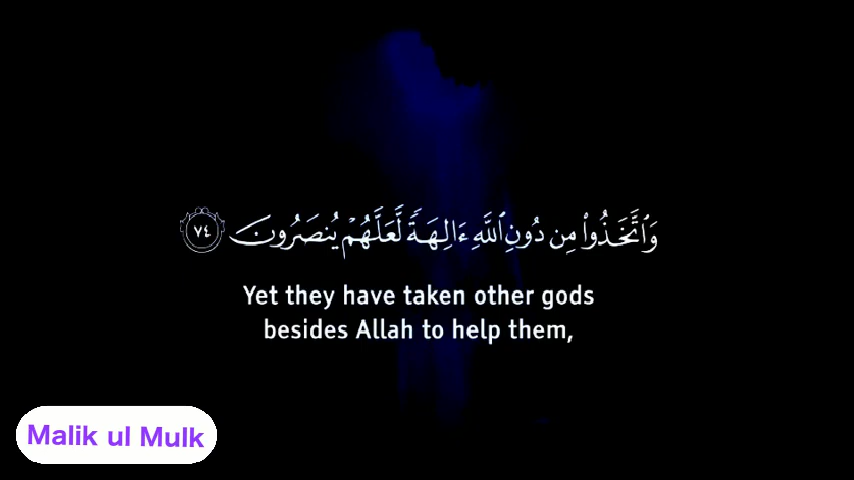 وَٱتَّخَذُوا۟ مِن دُونِ ٱللَّهِ ءَالِهَةً لَّعَلَّهُمْ يُنصَرُونَ ٧٤
Yet they have taken other gods
besides Allah to help them,
Malik ul Mulk